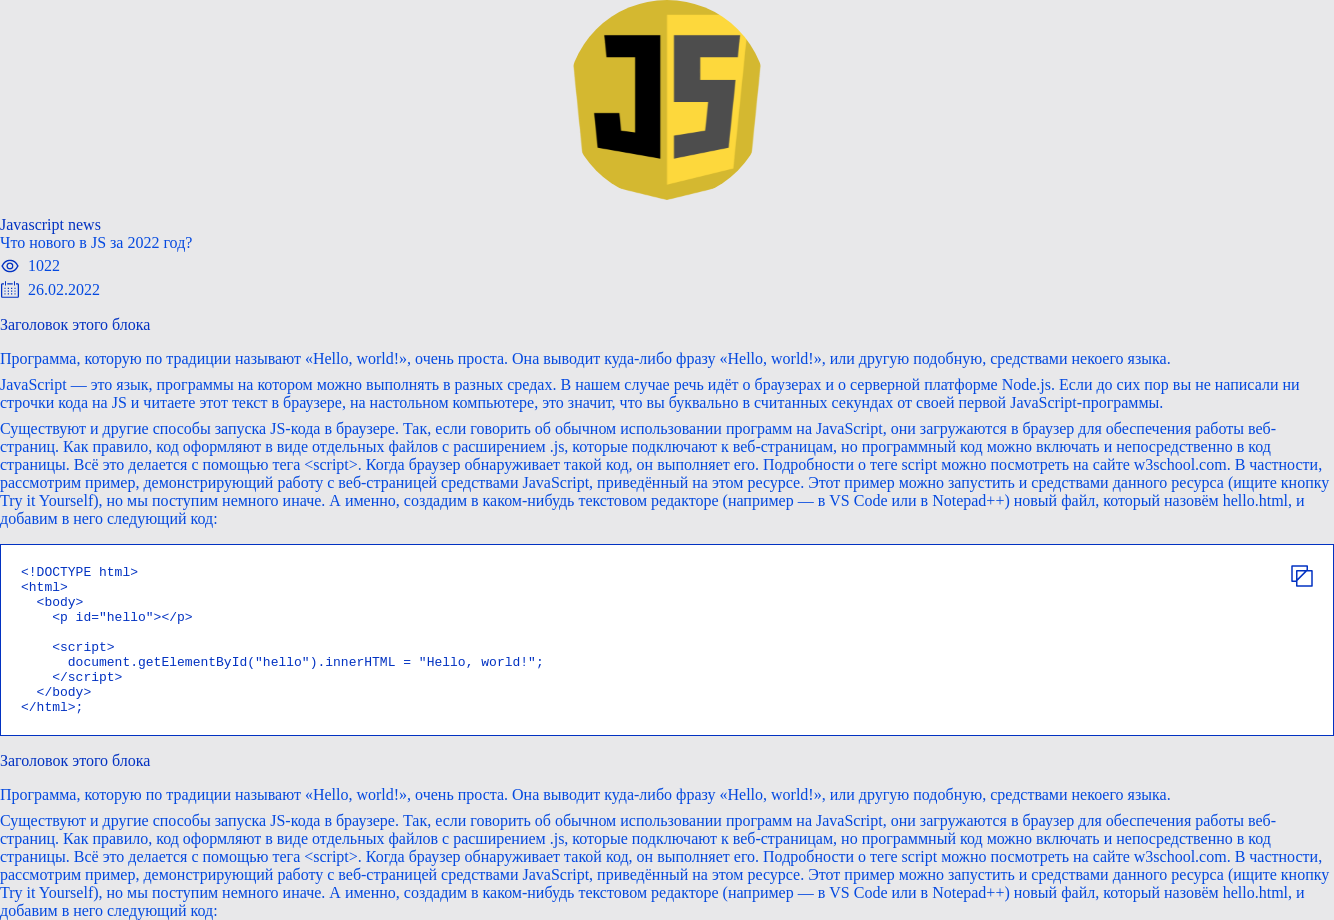 JS
Javascript news
Что нового в JS за 2022 год?
1022
26.02.2022
Заголовок этого блока
Программа, которую по традиции называют «Hello, world!», очень проста. Она выводит куда-либо фразу «Hello, world!», или другую подобную, средствами некоего языка.
JavaScript — это язык, программы на котором можно выполнять в разных средах. В нашем случае речь идёт о браузерах и о серверной платформе Node.js. Если до сих пор вы не написали ни
строчки кода на JS и читаете этот текст в браузере, на настольном компьютере, это значит, что вы буквально в считанных секундах от своей первой JavaScript-программы.
Существуют и другие способы запуска JS-кода в браузере. Так, если говорить об обычном использовании программ на JavaScript, они загружаются в браузер для обеспечения работы веб-
страниц. Как правило, код оформляют в виде отдельных файлов с расширением .js, которые подключают к веб-страницам, но программный код можно включать и непосредственно в код
страницы. Всё это делается с помощью тега <script>. Когда браузер обнаруживает такой код, он выполняет его. Подробности о теге script можно посмотреть на сайте w3school.com. В частности,
рассмотрим пример, демонстрирующий работу с веб-страницей средствами JavaScript, приведённый на этом ресурсе. Этот пример можно запустить и средствами данного ресурса (ищите кнопку
Try it Yourself), но мы поступим немного иначе. А именно, создадим в каком-нибудь текстовом редакторе (например — в VS Code или в Notepad++) новый файл, который назовём hello.html, и
добавим в него следующий код:
<!DOCTYPE html>
<html>
  <body>
    <p id="hello"></p>
    <script>
      document.getElementById("hello").innerHTML = "Hello, world!";
    </script>
  </body>
</html>;
Заголовок этого блока
Программа, которую по традиции называют «Hello, world!», очень проста. Она выводит куда-либо фразу «Hello, world!», или другую подобную, средствами некоего языка.
Существуют и другие способы запуска JS-кода в браузере. Так, если говорить об обычном использовании программ на JavaScript, они загружаются в браузер для обеспечения работы веб-
страниц. Как правило, код оформляют в виде отдельных файлов с расширением .js, которые подключают к веб-страницам, но программный код можно включать и непосредственно в код
страницы. Всё это делается с помощью тега <script>. Когда браузер обнаруживает такой код, он выполняет его. Подробности о теге script можно посмотреть на сайте w3school.com. В частности,
рассмотрим пример, демонстрирующий работу с веб-страницей средствами JavaScript, приведённый на этом ресурсе. Этот пример можно запустить и средствами данного ресурса (ищите кнопку
Try it Yourself), но мы поступим немного иначе. А именно, создадим в каком-нибудь текстовом редакторе (например — в VS Code или в Notepad++) новый файл, который назовём hello.html, и
добавим в него следующий код: